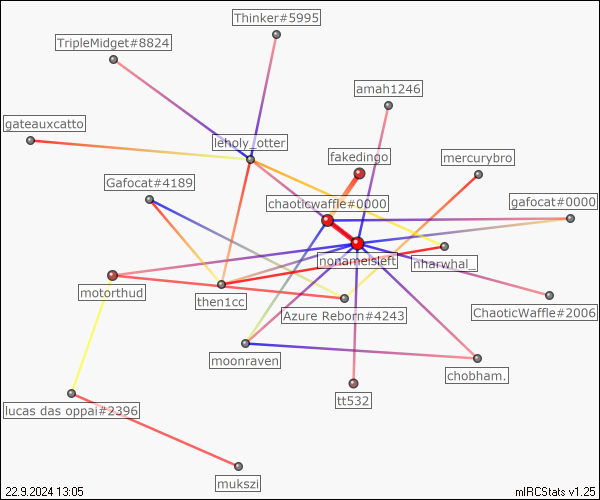 Thinker#5995
TripleMidget#8824
amah1246
gateauxcatto
leholy_otter
fakedingo
mercurybro
Gafocat#4189
chaoticwaffle#0000
gafocat#0000
nonameisleft
nharwhal_
motorthud
then1cc
Azure Reborn#4243
ChaoticWaffle#2006
moonraven
chobham.
tt532
lucas das oppai#2396
mukszi
22.9.2024 13:05
mIRCStats v1.25